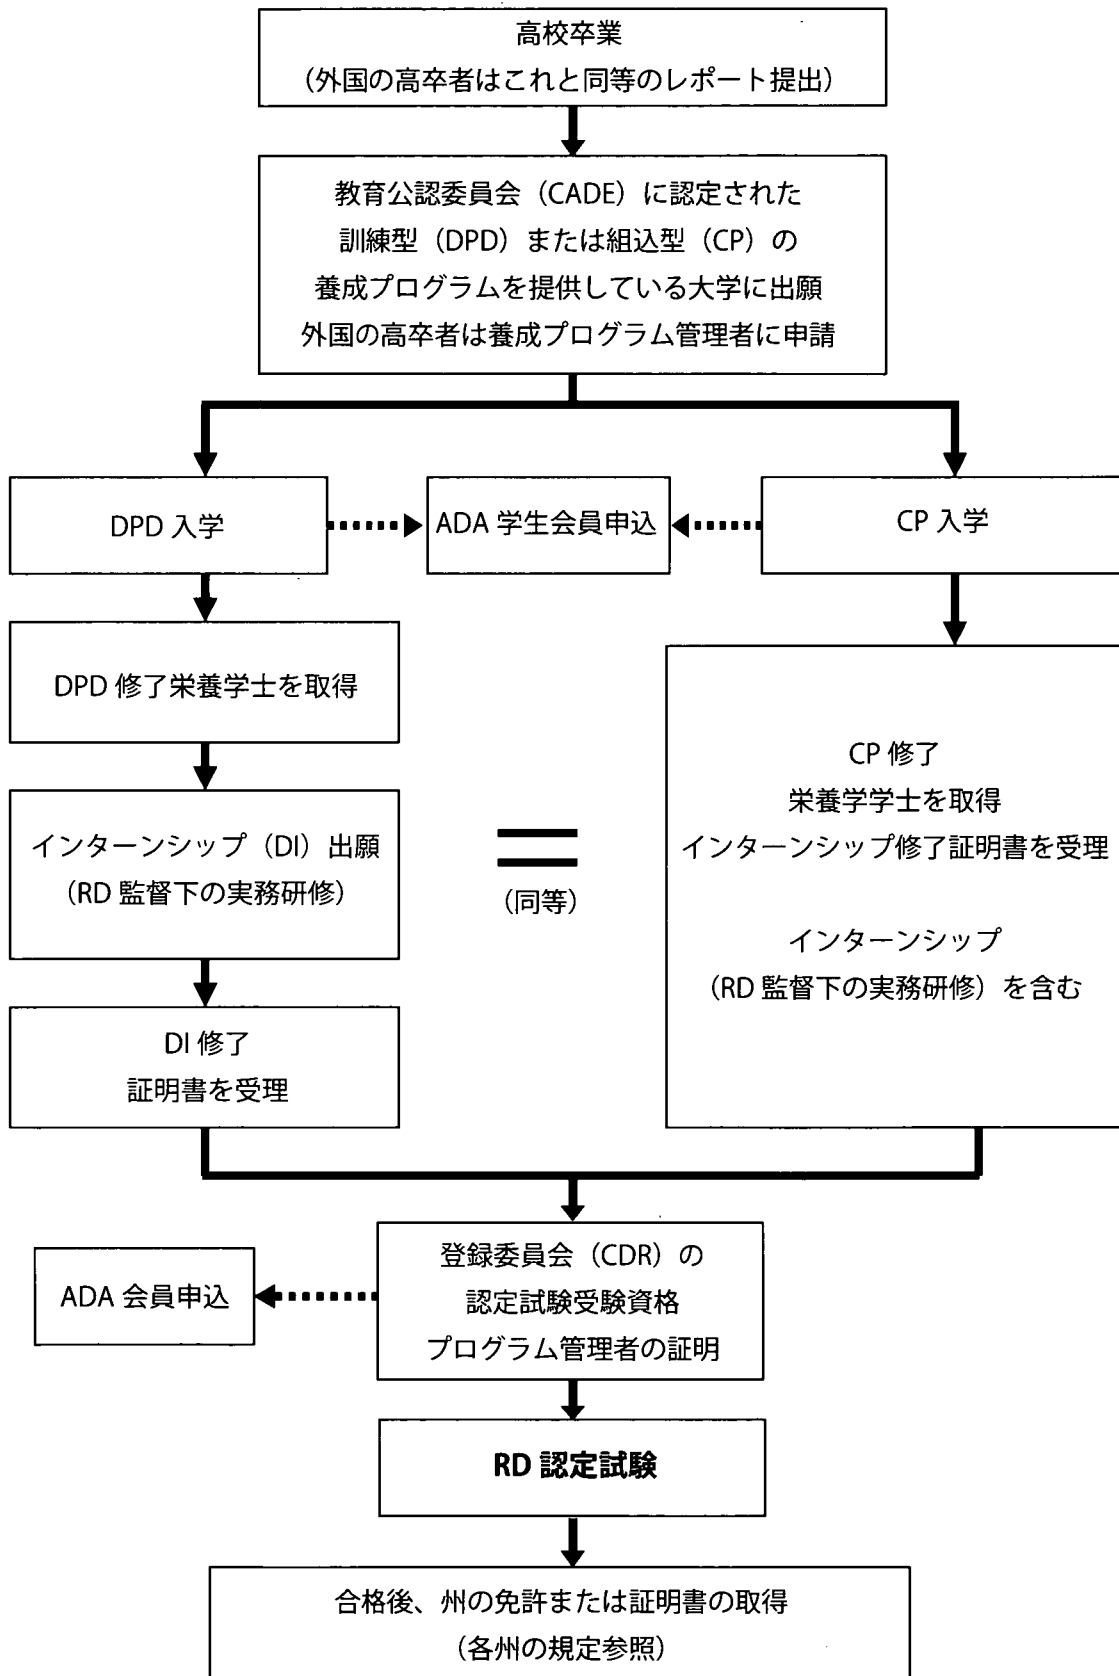 高校卒業
（外国の高卒者はこれと同等のレポート提出）
教育公認委員会（CADE）に認定された
訓練型（DPD）または組込型（CP）の
養成プログラムを提供している大学に出願
外国の高卒者は養成プログラム管理者に申請
DPD 入学
ADA 学生会員申込
CP 入学
DPD 修了栄養学士を取得
インターンシップ（DI）出願
（RD 監督下の実務研修）
（同等）
CP 修了
栄養学学士を取得
インターンシップ修了証明書を受理
インターンシップ
（RD 監督下の実務研修）を含む
DI 修了
証明書を受理
ADA 会員申込
登録委員会（CDR）の
認定試験受験資格
プログラム管理者の証明
RD 認定試験
合格後、州の免許または証明書の取得
（各州の規定参照）